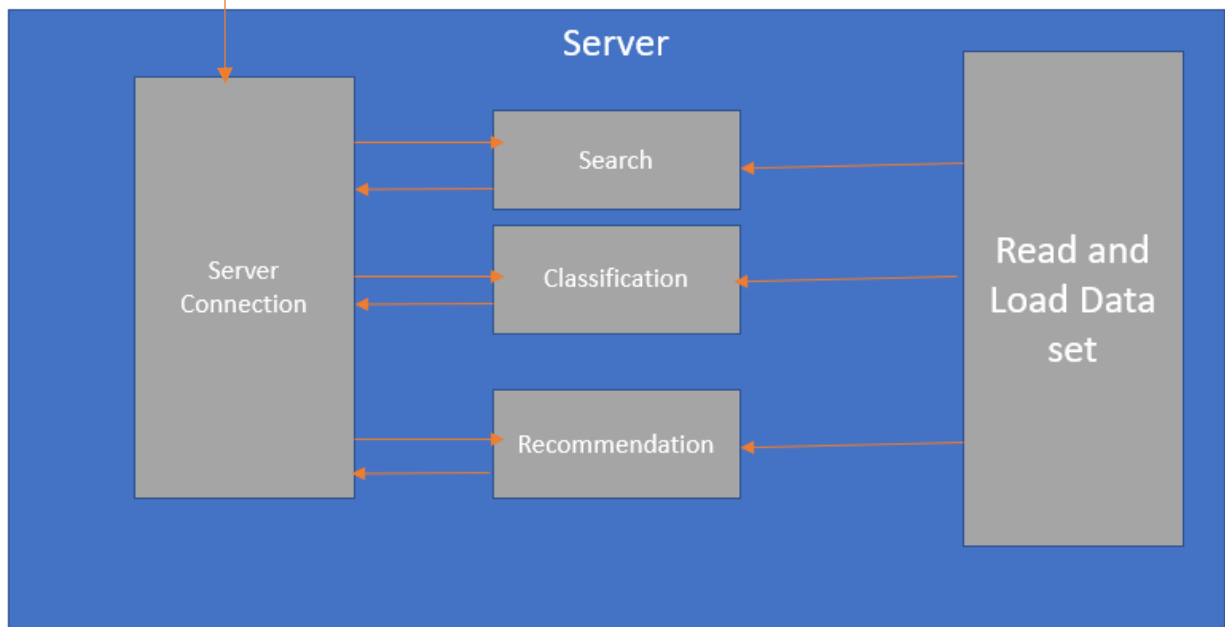 Server
Server
Connection
Search
Classification
Recommendation
Read and
Load Data
set